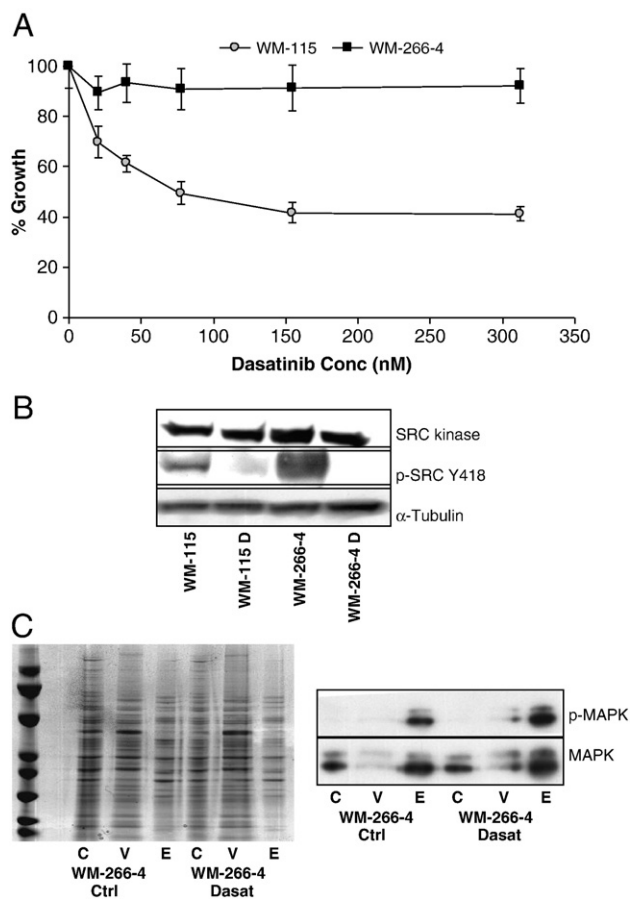 A
WM-115 WM-266-4
100
80
60
40
20
0
% Growth
0 50 100 150 200 250 300 350
Dasatinib Conc (nM)
B
SRC kinase
p-SRC Y418
α-Tubulin
WM-115
WM-115 D
WM-266-4
WM-266-4 D
C
p-MAPK
MAPK
C V E C V E
WM-266-4 WM-266-4
Ctrl Dasat
C V E C V E
WM-266-4 WM-266-4
Ctrl Dasat